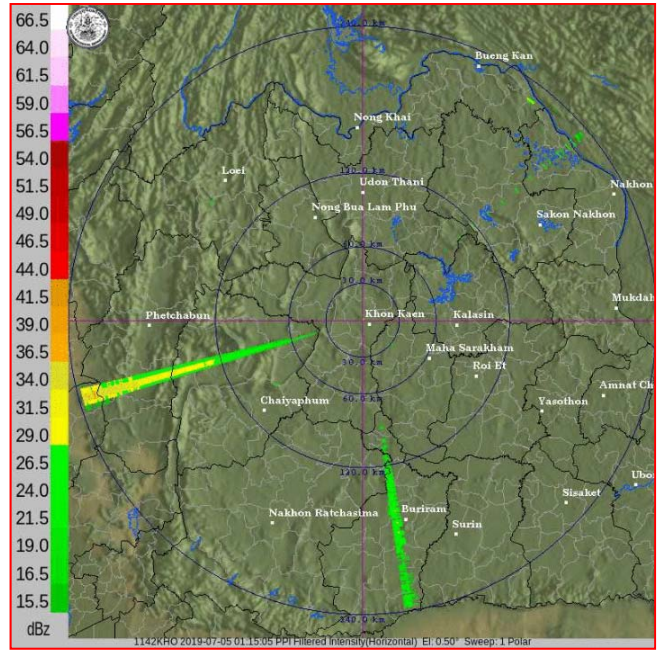 66.5
64.0
61.5
59.0
56.5
54.0
51.5
49.0
46.5
44.0
41.5
39.0
36.5
34.0
31.5
29.0
26.5
24.0
21.5
19.0
16.5
15.5
dBz
240.0 km
Bueng Kan
Nong Khai
Loei
120.0 km
Udon Thani
Nakhon
Nong Bua Lam Phu
Sakon Nakhon
60.0 km
30.0 km
Mukdah
Phetchabun
Khon Kaen
Kalasin
Maha Sarakham
30.0 km
Roi Et
60.0 km
Amnat Ch
Chaiyaphum
Yasothon
120.0 km
Ubo
Sisaket
Nakhon Ratchasima
Buriram
Surin
240.0 km
1142KHO 2019-07-05 01:15:05 PPI Filtered Intensity(Horizontal) El: 0.50° Sweep: 1 Polar